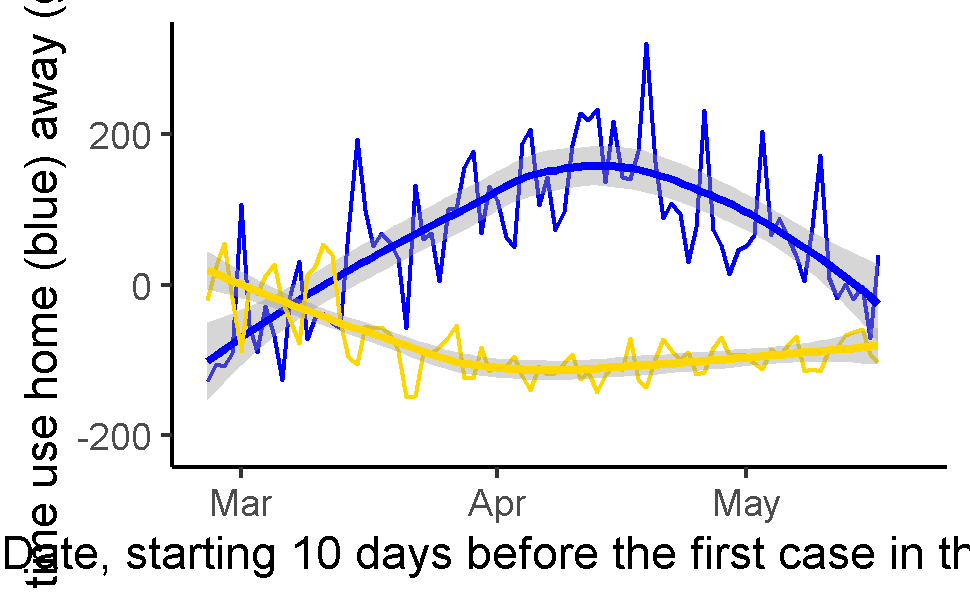 time use home (blue) away (
200
0
-200
Mar Apr May
Date, starting 10 days before the first case in th